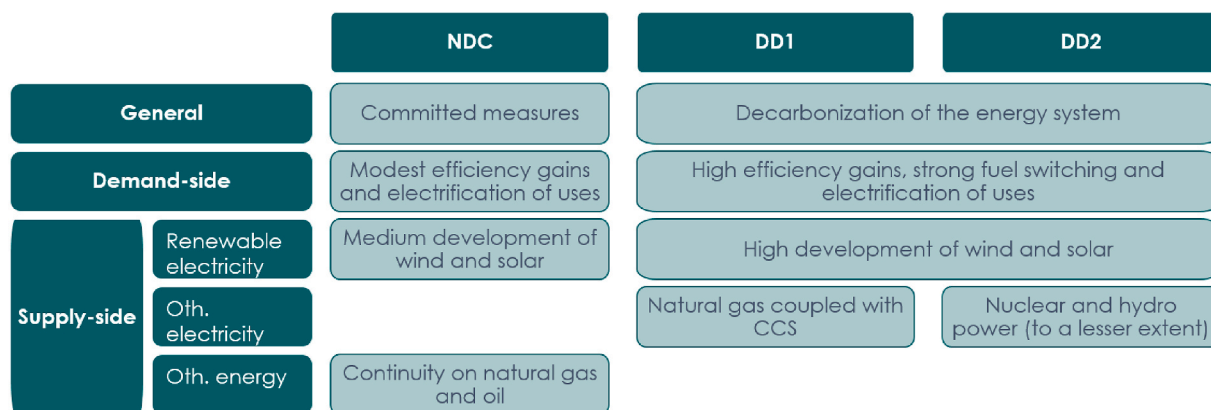 NDC
DD1
DD2
General
Committed measures
Decarbonization of the energy system
Demand-side
Modest efficiency gains
and electrification of uses
High efficiency gains, strong fuel switching and
electrification of uses
Supply-side
Renewable
electricity
Medium development of
wind and solar
High development of wind and solar
Oth.
electricity
Natural gas coupled with
CCS
Nuclear and hydro
power (to a lesser extent)
Oth. energy
Continuity on natural gas
and oil